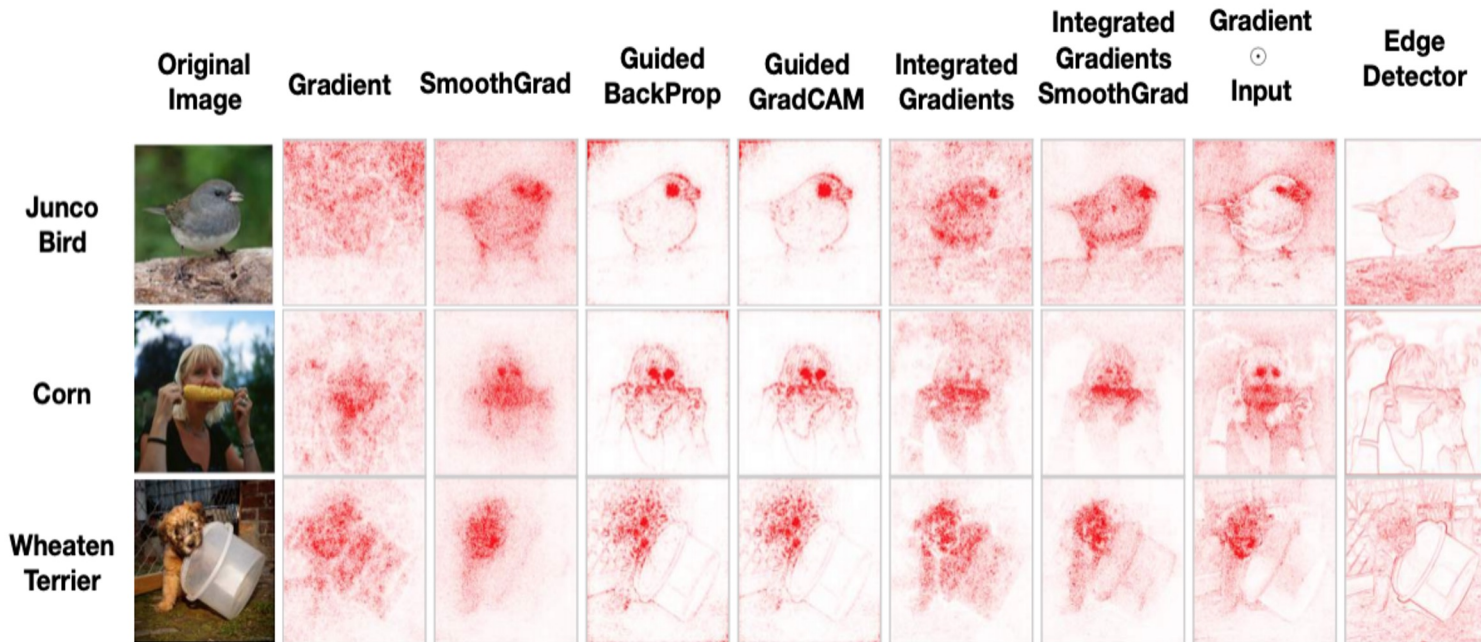 Original
Image
Gradient
SmoothGrad
Guided
BackProp
Guided
GradCAM
Integrated
Gradients
Integrated
Gradients
SmoothGrad
Gradient
⊙
Input
Edge
Detector
Junco
Bird
Corn
Wheaten
Terrier